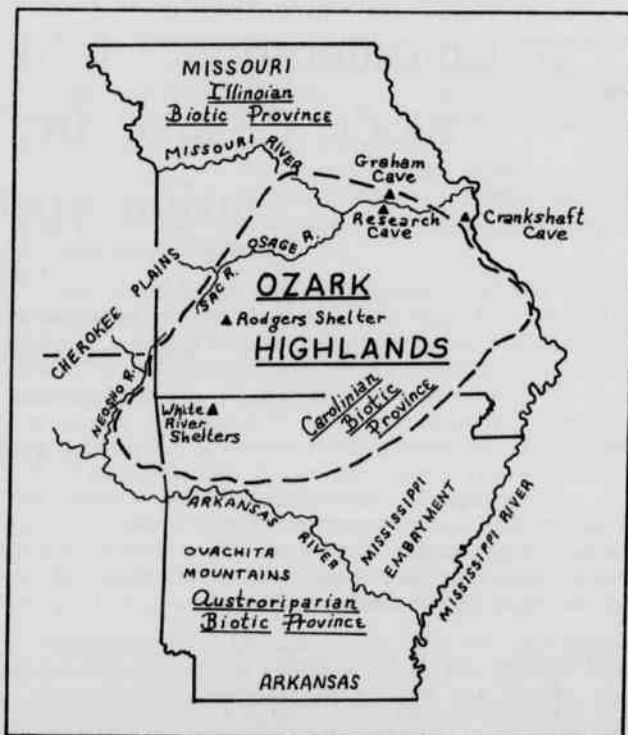 MISSOURI
Illinoian
Biotic Province
MISSOURI RIVER
Graham
Cave
Research
Cave
Crankshaft
Cave
OSAGE R.
SAC R.
CHEROKEE PLAINS
OZARK
Rodgers Shelter
HIGHLANDS
NEOSHO R.
White
River
Shelters
Carolinian
Biotic
Province
ARKANSAS RIVER
MISSISSIPPI
EMBAYMENT
MISSISSIPPI RIVER
OUACHITA
MOUNTAINS
Austroriparian
Biotic Province
ARKANSAS